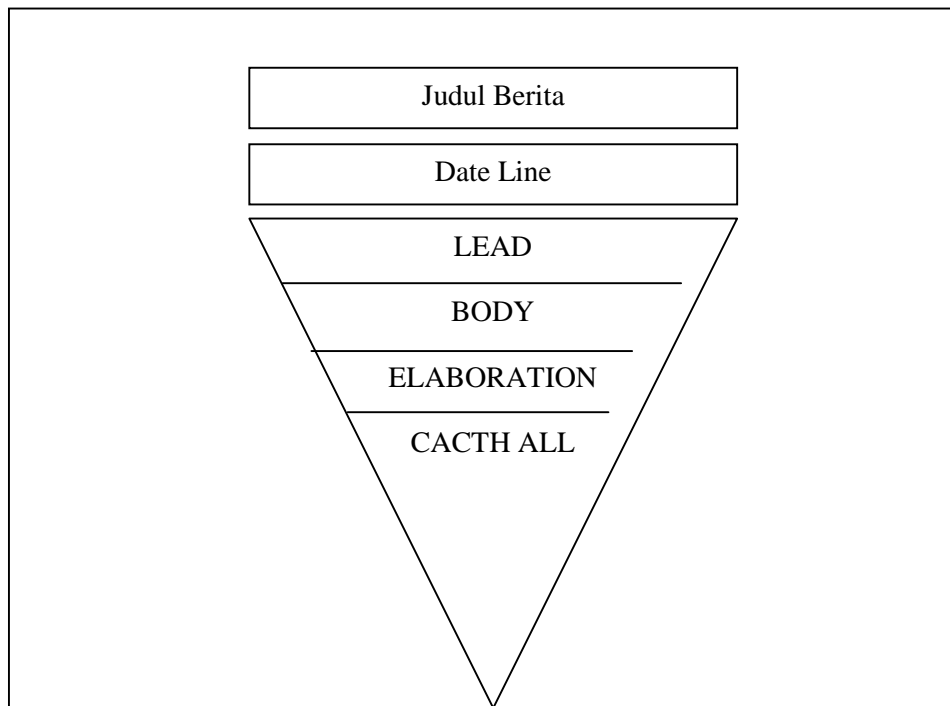 Judul Berita
Date Line
LEAD
BODY
ELABORATION
CACTH ALL